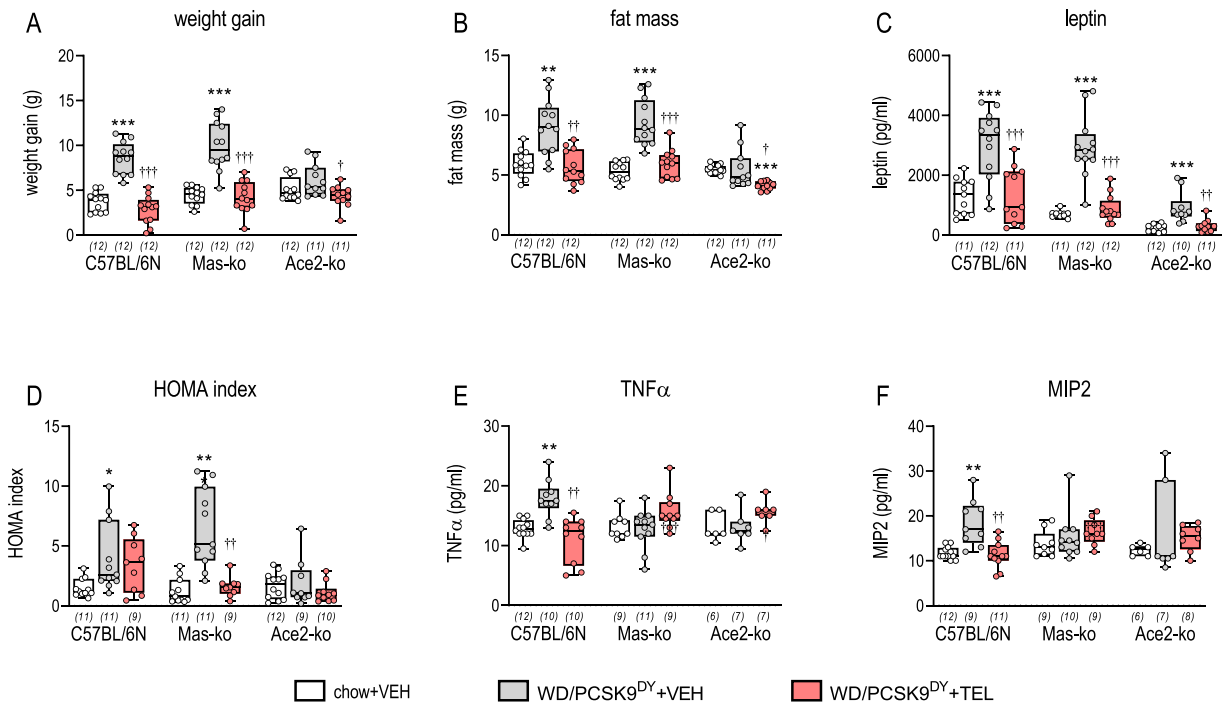 A weight gain
weight gain (g)
20
15
10
5
0
*** ††† *** ††† †
(12) (12) (12) (12) (12) (12) (12) (11) (11)
C57BL/6N Mas-ko Ace2-ko
B fat mass
fat mass (g)
15
10
5
0
** †† *** ††† † ***
(12) (12) (12) (12) (12) (12) (12) (11) (11)
C57BL/6N Mas-ko Ace2-ko
C leptin
leptin (pg/ml)
6000
4000
2000
0
*** ††† *** ††† *** ††
(11) (12) (11) (11) (12) (12) (12) (10) (11)
C57BL/6N Mas-ko Ace2-ko
D HOMA index
HOMA index
15
10
5
0
* ** * ††
(11) (11) (9) (11) (11) (9) (12) (9) (10)
C57BL/6N Mas-ko Ace2-ko
E TNFα
TNFα (pg/ml)
30
20
10
0
** ††
(12) (10) (10) (9) (11) (9) (6) (7) (7)
C57BL/6N Mas-ko Ace2-ko
F MIP2
MIP2 (pg/ml)
40
30
20
10
0
** ††
(12) (9) (11) (9) (10) (9) (6) (7) (8)
C57BL/6N Mas-ko Ace2-ko
chow+VEH WD/PCSK9DY+VEH WD/PCSK9DY+TEL